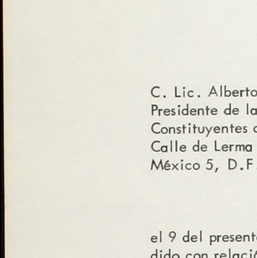 C. Lic. Alberto
Presidente de la
Constituyentes
Calle de Lerma
México 5, D.F
el 9 del present
dido con relació